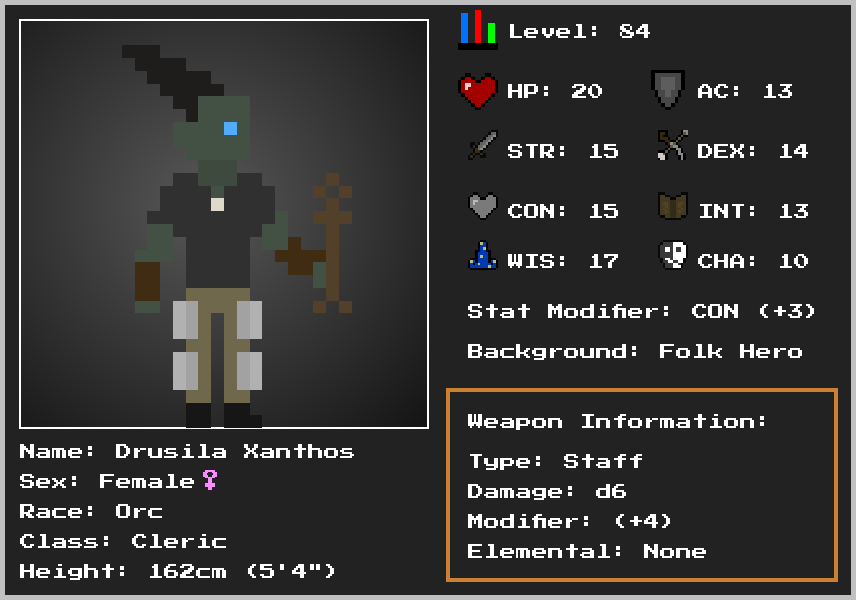 Level: 84
HP: 20 AC: 13
STR: 15 DEX: 14
CON: 15 INT: 13
WIS: 17 CHA: 10
Stat Modifier: CON (+3)
Background: Folk Hero
Weapon Information:
Type: Staff
Damage: d6
Modifier: (+4)
Elemental: None
Name: Drusila Xanthos
Sex: Female♀
Race: Orc
Class: Cleric
Height: 162cm (5'4")